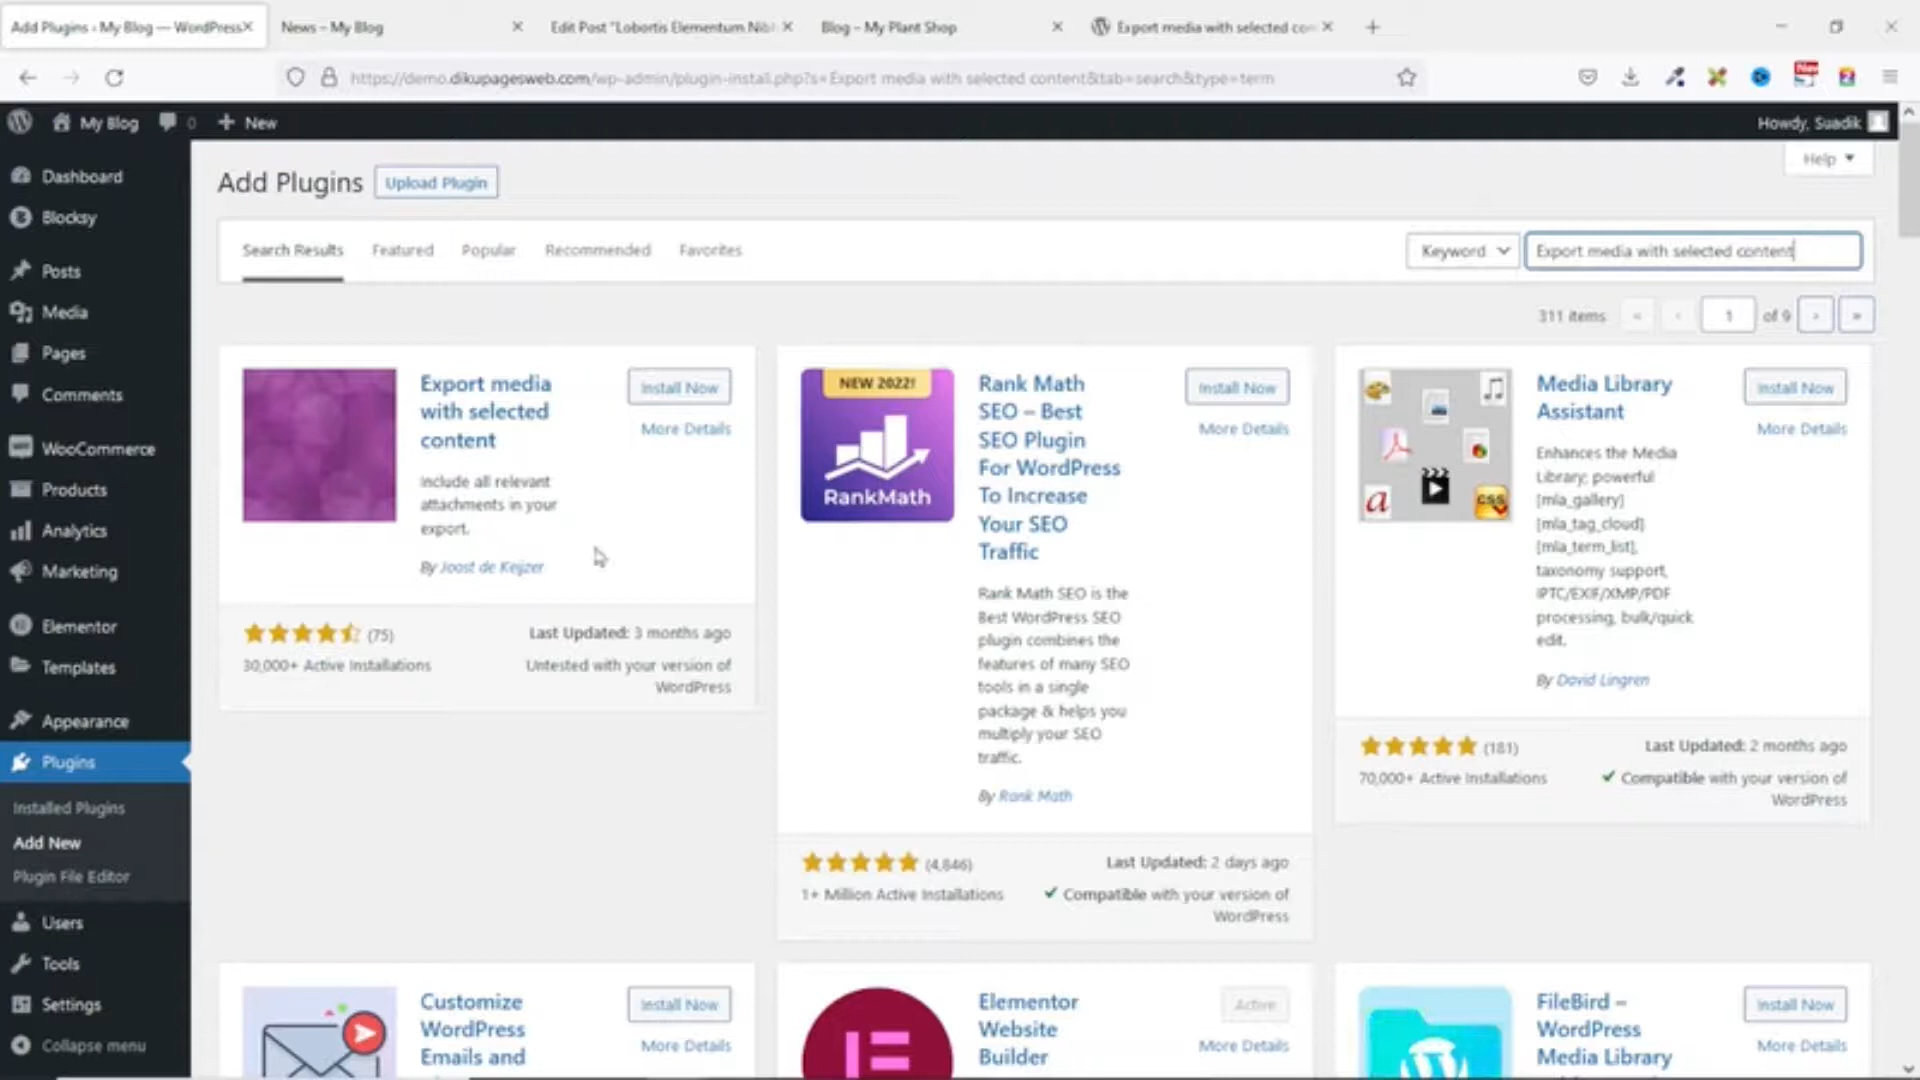 Add Plugins ‹ My Blog — WordPress
News – My Blog
Edit Post "Lobortis Elementum Nibh
Blog – My Plant Shop
Export media with selected con
https://demo.dikupagesweb.com/wp-admin/plugin-install.php?s=Export media with selected content&tab=search&type=term
New
My Blog
0
New
Howdy, Suadik
Help
Dashboard
Blocksy
Posts
Media
Pages
Comments
WooCommerce
Products
Analytics
Marketing
Elementor
Templates
Appearance
Plugins
Installed Plugins
Add New
Plugin File Editor
Users
Tools
Settings
Collapse menu
Add Plugins
Upload Plugin
Search Results
Featured
Popular
Recommended
Favorites
Keyword
Export media with selected content
311 items
«
‹
1
of 9
›
»
Export media
with selected
content
Install Now
More Details
Include all relevant
attachments in your
export.
By Joost de Keijzer
(75)
30,000+ Active Installations
Last Updated: 3 months ago
Untested with your version of
WordPress
NEW 2022!
RankMath
Rank Math
SEO – Best
SEO Plugin
For WordPress
To Increase
Your SEO
Traffic
Install Now
More Details
Rank Math SEO is the
Best WordPress SEO
plugin combines the
features of many SEO
tools in a single
package & helps you
multiply your SEO
traffic.
By Rank Math
(4,846)
1+ Million Active Installations
Last Updated: 2 days ago
Compatible with your version of
WordPress
a
CSS
Media Library
Assistant
Install Now
More Details
Enhances the Media
Library; powerful
[mla_gallery]
[mla_tag_cloud]
[mla_term_list],
taxonomy support,
IPTC/EXIF/XMP/PDF
processing, bulk/quick
edit.
By David Lingren
(181)
70,000+ Active Installations
Last Updated: 2 months ago
Compatible with your version of
WordPress
Customize
WordPress
Emails and
Install Now
More Details
Elementor
Website
Builder
Active
More Details
FileBird –
WordPress
Media Library
Install Now
More Details